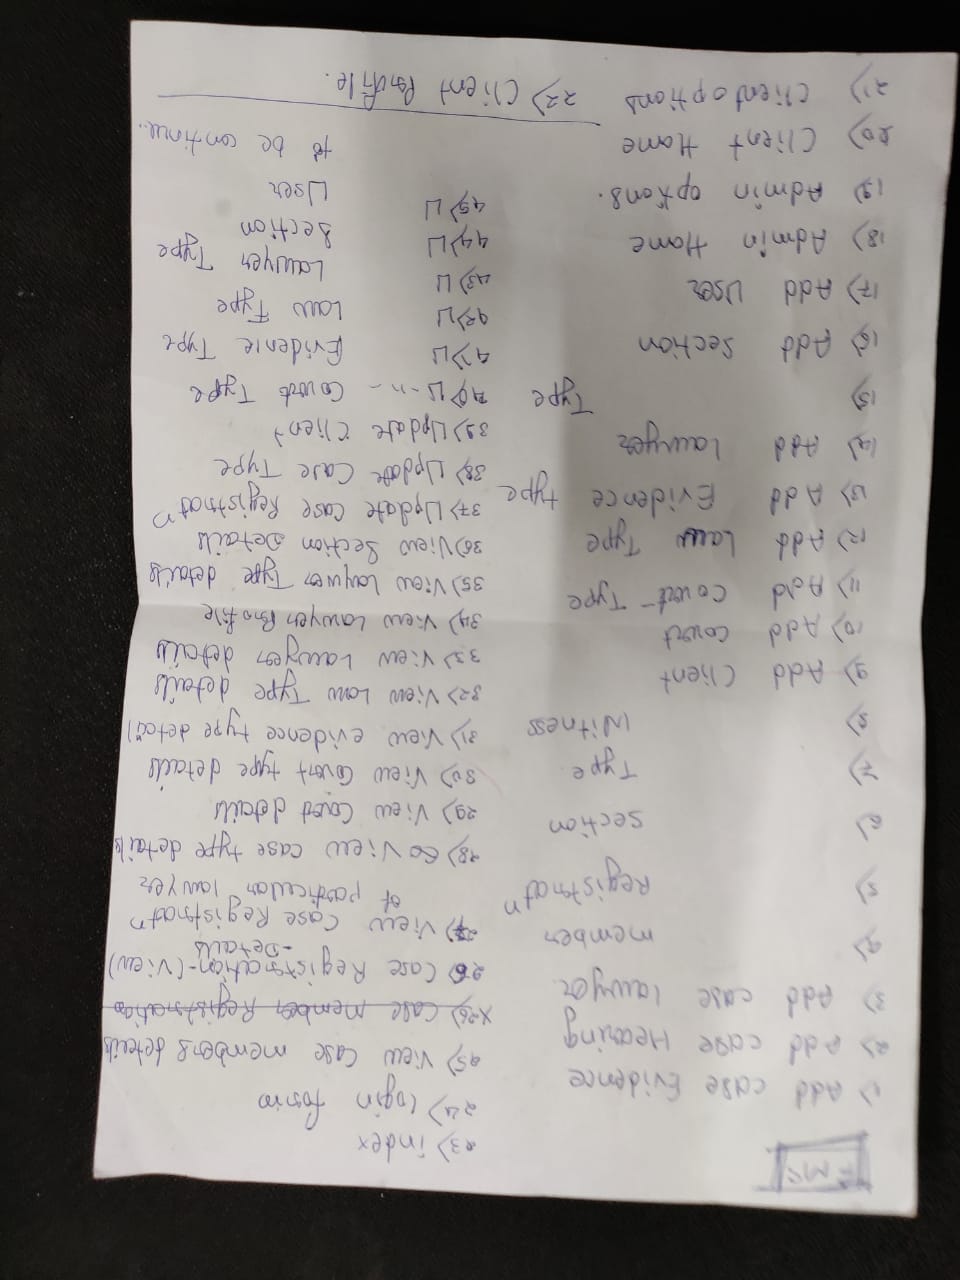 FMS
1) Add case Evidence
2) Add case Hearing
3) Add case lawyer.
4) member
5) Registratn
6) section
7) Type
8) Witness
9) Add Client
10) Add Court
11) Add Court Type
12) Add Law Type
13) Add Evidence type
14) Add lawyer
15) Type
16) Add Section
17) Add User
18) Admin Home
19) Admin options.
20) Client Home
21) Client options
22) Client Profile.
23) index
24) login form
25) View Case members details
x26) Case Member Registration
26) Case Registration-(View)
-Details
27) View Case Registratn
of particular lawyer
28) View case type details
29) View Court details
30) View Court type details
31) View evidence type detail
32) View Law Type details
33) View Lawyer details
34) View Lawyer Profile
35) View Laywer Type details
36) View Section Details
37) Update Case Registratn
38) Update Case Type
39) Update Client
40) U-n- Court Type
41) U Evidence Type
42) U Law Type
43) U Lawyer Type
44) U Section
45) U User
to be continue..